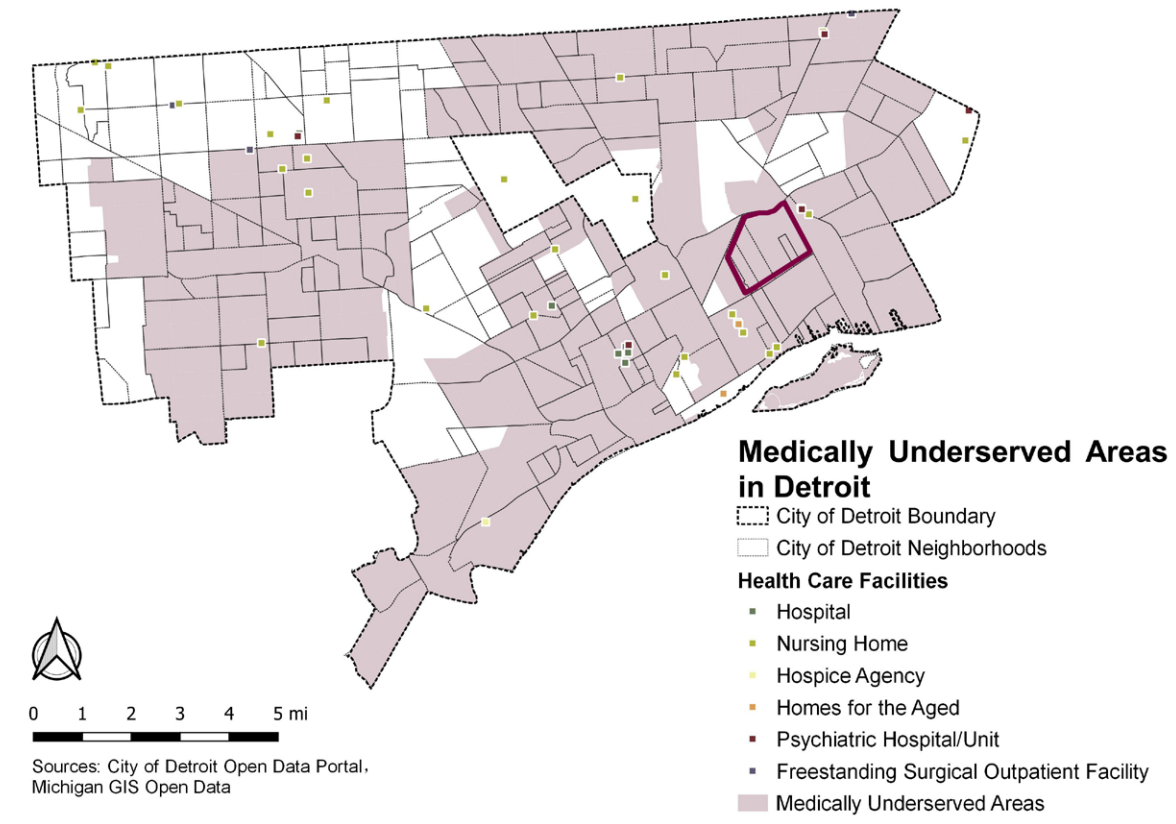 Medically Underserved Areas
in Detroit
City of Detroit Boundary
City of Detroit Neighborhoods
Health Care Facilities
Hospital
Nursing Home
Hospice Agency
Homes for the Aged
Psychiatric Hospital/Unit
Freestanding Surgical Outpatient Facility
Medically Underserved Areas
0 1 2 3 4 5 mi
Sources: City of Detroit Open Data Portal,
Michigan GIS Open Data